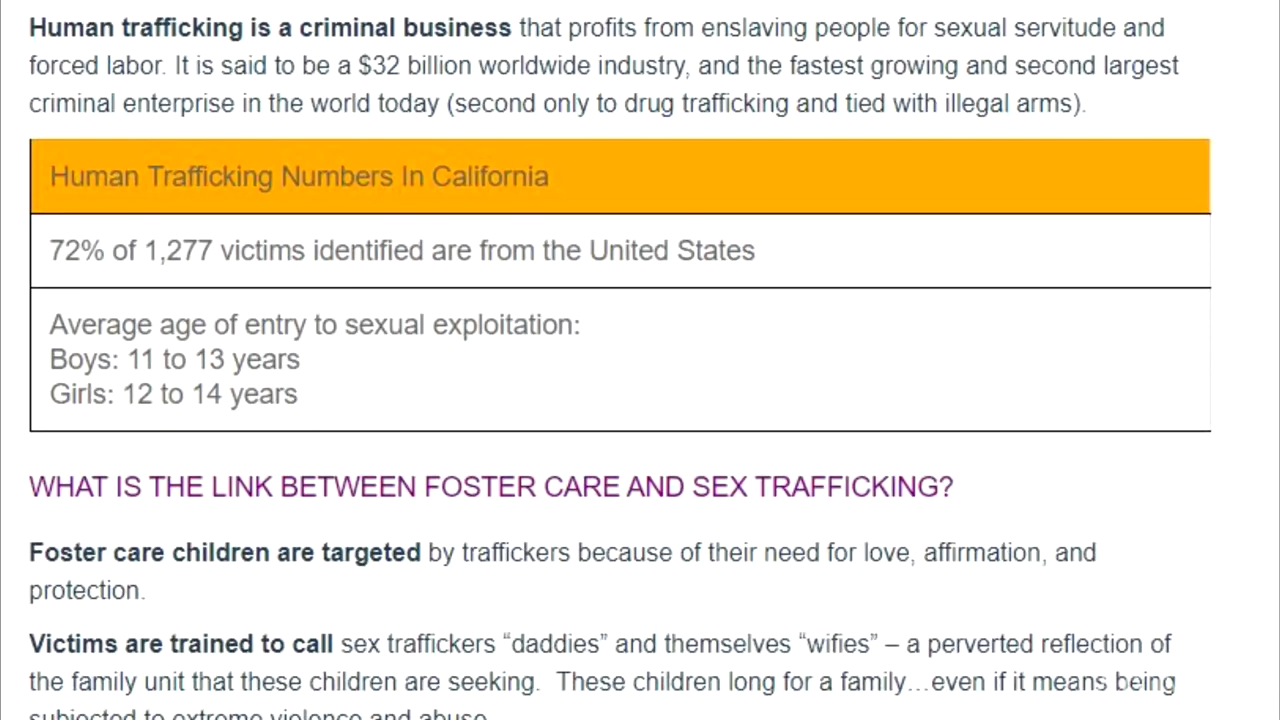 Human trafficking is a criminal business that profits from enslaving people for sexual servitude and
forced labor. It is said to be a $32 billion worldwide industry, and the fastest growing and second largest
criminal enterprise in the world today (second only to drug trafficking and tied with illegal arms).
Human Trafficking Numbers In California
72% of 1,277 victims identified are from the United States
Average age of entry to sexual exploitation:
Boys: 11 to 13 years
Girls: 12 to 14 years
WHAT IS THE LINK BETWEEN FOSTER CARE AND SEX TRAFFICKING?
Foster care children are targeted by traffickers because of their need for love, affirmation, and
protection.
Victims are trained to call sex traffickers “daddies” and themselves “wifies” – a perverted reflection of
the family unit that these children are seeking.  These children long for a family…even if it means being
subjected to extreme violence and abuse.